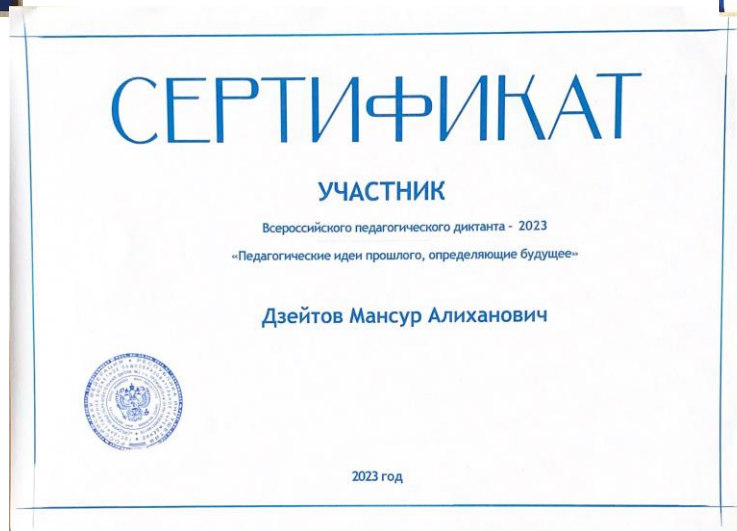 СЕРТИФИКАТ
УЧАСТНИК
Всероссийского педагогического диктанта - 2023
«Педагогические идеи прошлого, определяющие будущее»
Дзейтов Мансур Алиханович
2023 год